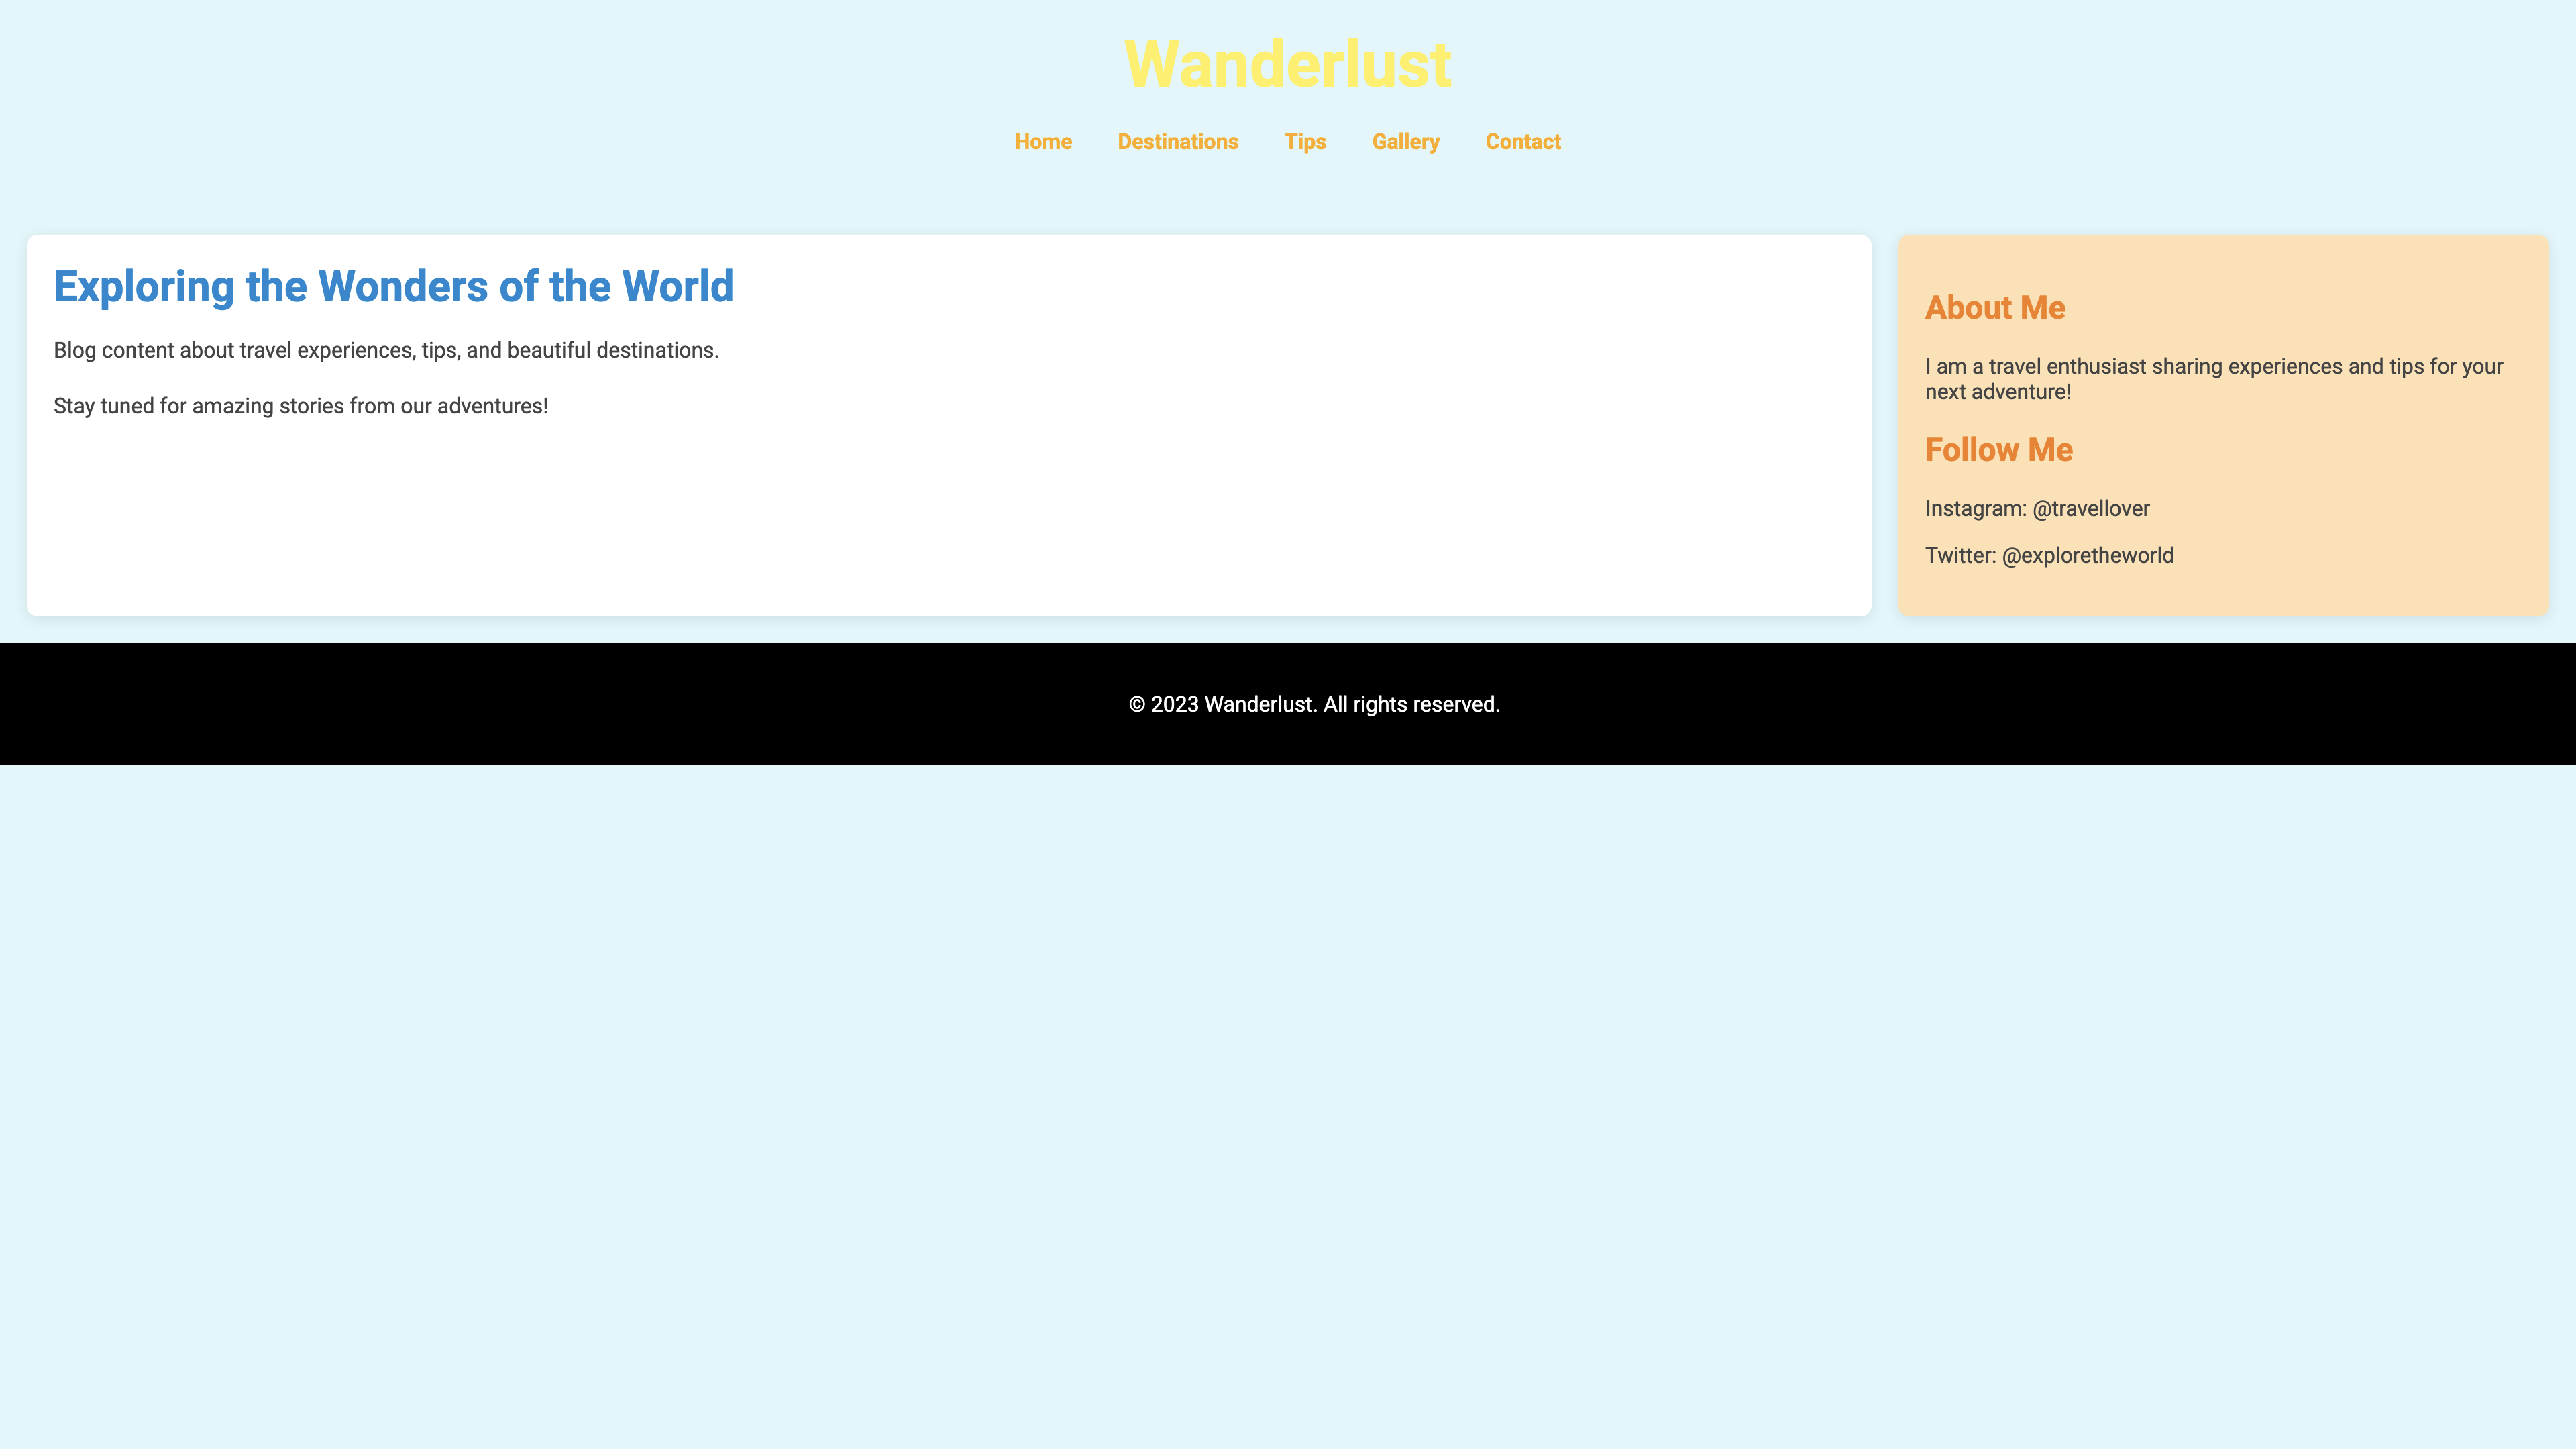 Wanderlust
Home Destinations Tips Gallery Contact
Exploring the Wonders of the World
Blog content about travel experiences, tips, and beautiful destinations.
Stay tuned for amazing stories from our adventures!
About Me
I am a travel enthusiast sharing experiences and tips for your
next adventure!
Follow Me
Instagram: @travellover
Twitter: @exploretheworld
© 2023 Wanderlust. All rights reserved.